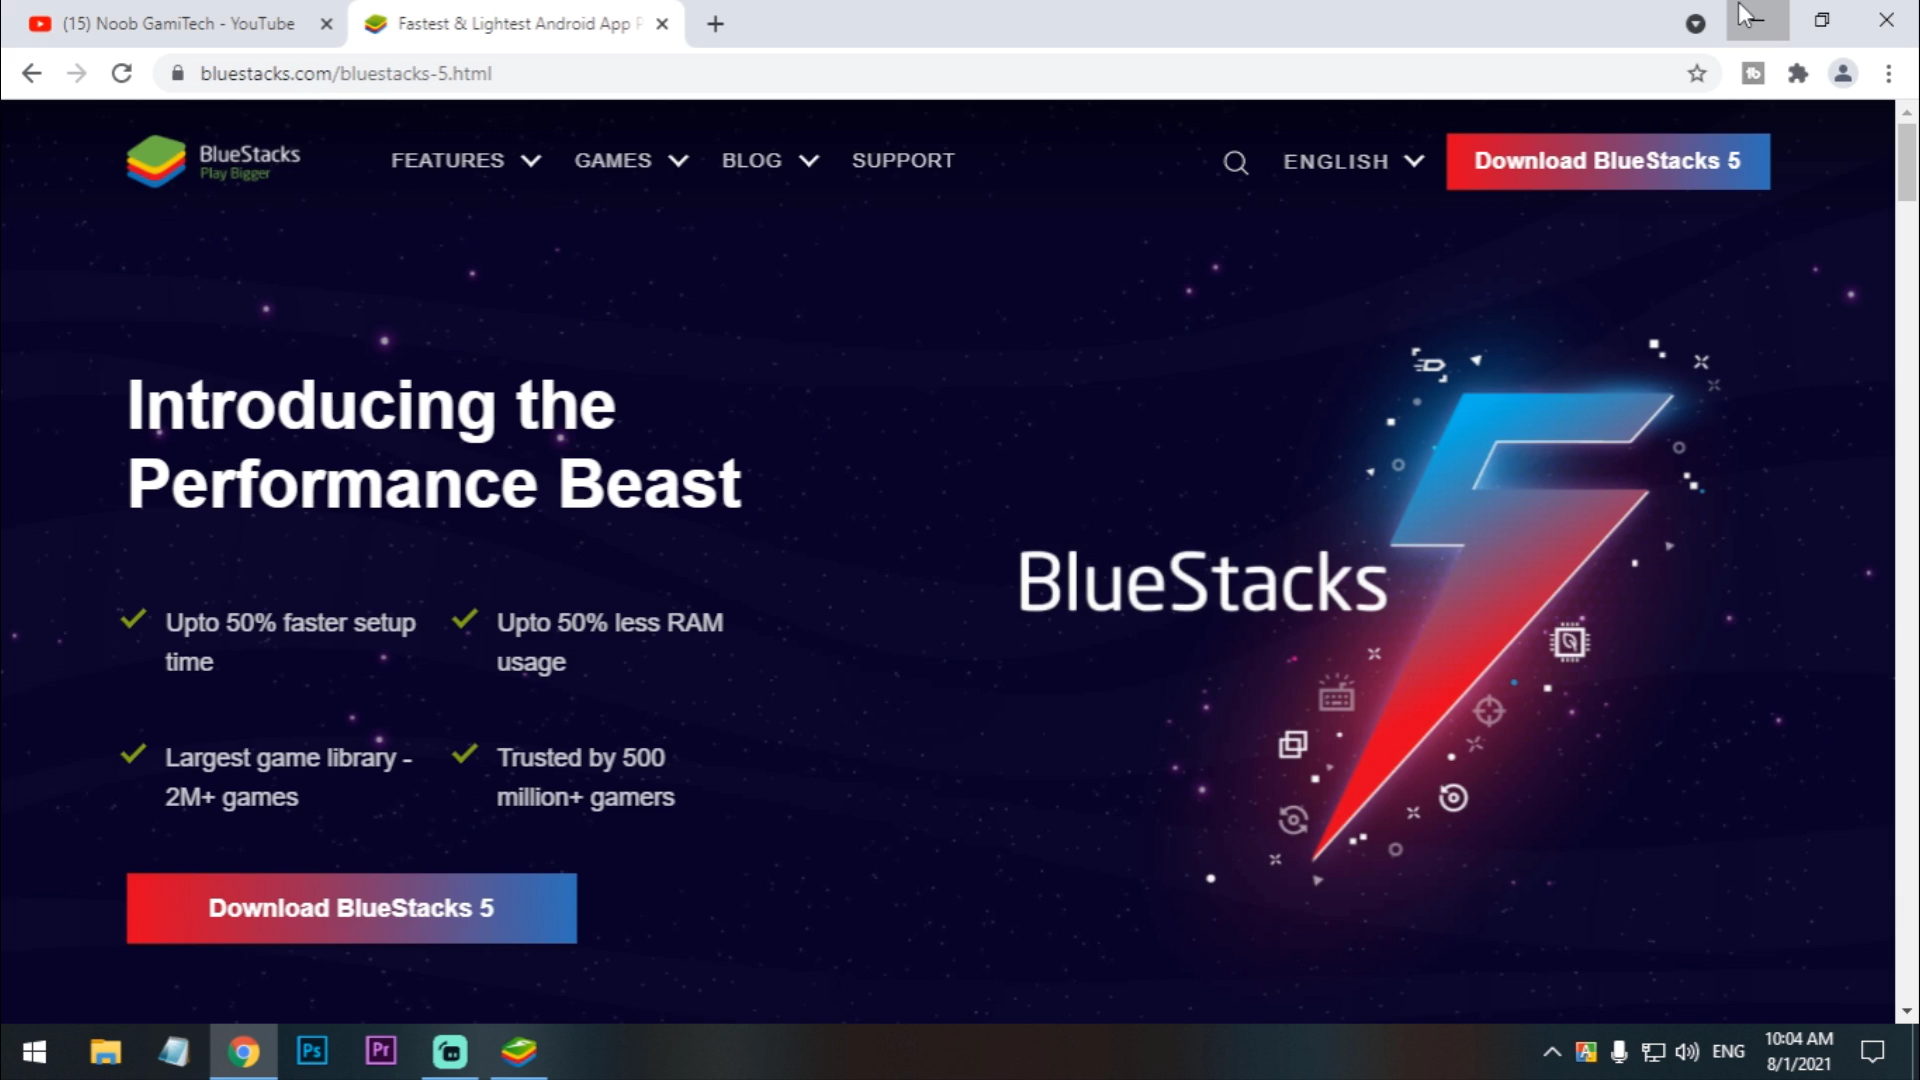 (15) Noob GamiTech - YouTube
Fastest & Lightest Android App P
bluestacks.com/bluestacks-5.html
BlueStacks
Play Bigger
FEATURES
GAMES
BLOG
SUPPORT
ENGLISH
Download BlueStacks 5
Introducing the
Performance Beast
Upto 50% faster setup
time
Upto 50% less RAM
usage
Largest game library -
2M+ games
Trusted by 500
million+ gamers
Download BlueStacks 5
BlueStacks
5
Ps
Pr
ENG
10:04 AM
8/1/2021